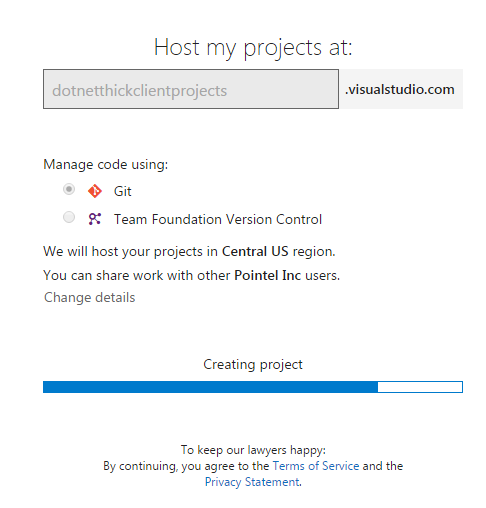 Host my projects at:
dotnetthickclientprojects .visualstudio.com
Manage code using:
Git
Team Foundation Version Control
We will host your projects in Central US region.
You can share work with other Pointel Inc users.
Change details
Creating project
To keep our lawyers happy:
By continuing, you agree to the Terms of Service and the
Privacy Statement.